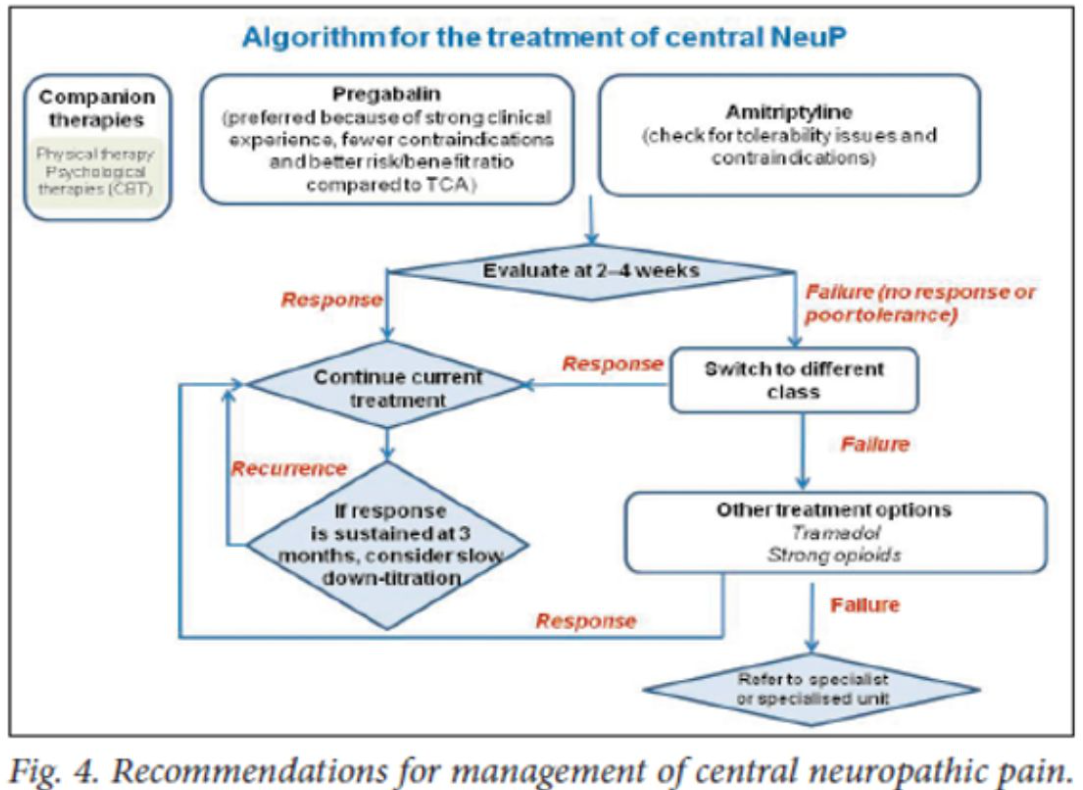 Algorithm for the treatment of central NeuP
Companion
therapies
Physical therapy
Psychological
therapies (CBT)
Pregabalin
(preferred because of strong clinical
experience, fewer contraindications
and better risk/benefit ratio
compared to TCA)
Amitriptyline
(check for tolerability issues and
contraindications)
Evaluate at 2–4 weeks
Response
Failure (no response or
poor tolerance)
Continue current
treatment
Response
Switch to different
class
Failure
Recurrence
If response
is sustained at 3
months, consider slow
down-titration
Other treatment options
Tramadol
Strong opioids
Response
Failure
Refer to specialist
or specialised unit
Fig. 4. Recommendations for management of central neuropathic pain.